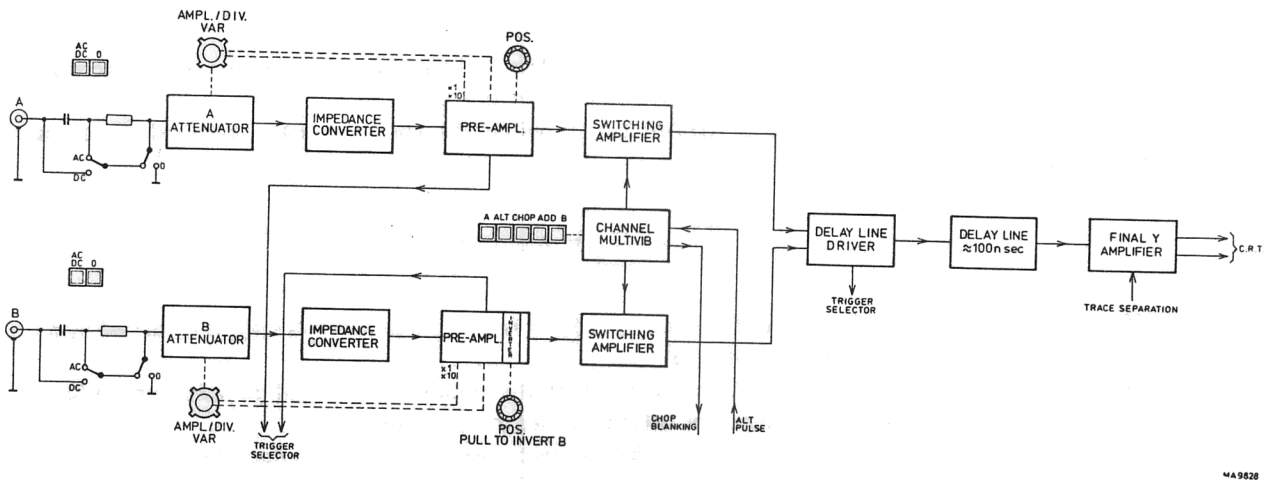 AMPL./DIV.
VAR
POS.
AC
DC 0
×1
×10
A
A
ATTENUATOR
IMPEDANCE
CONVERTER
PRE-AMPL.
SWITCHING
AMPLIFIER
AC
DC
0
A ALT CHOP ADD B
CHANNEL
MULTIVIB
DELAY LINE
DRIVER
DELAY LINE
≈100n sec
FINAL Y
AMPLIFIER
C.R.T.
TRIGGER
SELECTOR
TRACE SEPARATION
AC
DC 0
B
B
ATTENUATOR
IMPEDANCE
CONVERTER
PRE-AMPL.
INVERTER
SWITCHING
AMPLIFIER
AC
DC
0
×1
×10
AMPL/DIV.
VAR
TRIGGER
SELECTOR
POS.
PULL TO INVERT B
CHOP
BLANKING
ALT
PULSE
MA9828